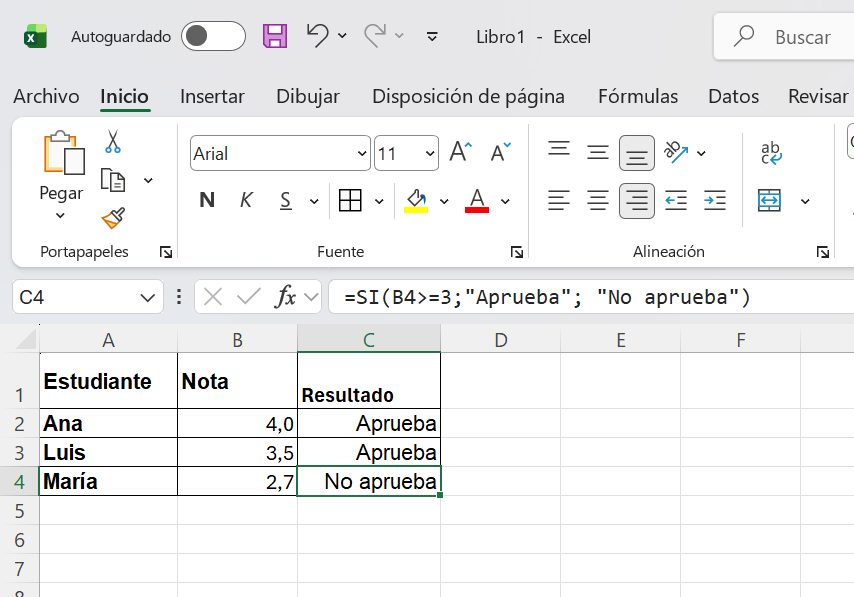 Autoguardado Libro1 - Excel Buscar
Archivo Inicio Insertar Dibujar Disposición de página Fórmulas Datos Revisar
Pegar
Arial 11 A A ab c
N K S A
Portapapeles Fuente Alineación
C4 fx =SI(B4>=3;"Aprueba"; "No aprueba")
A B C D E F
1 Estudiante Nota Resultado
2 Ana 4,0 Aprueba
3 Luis 3,5 Aprueba
4 María 2,7 No aprueba
5
6
7
8